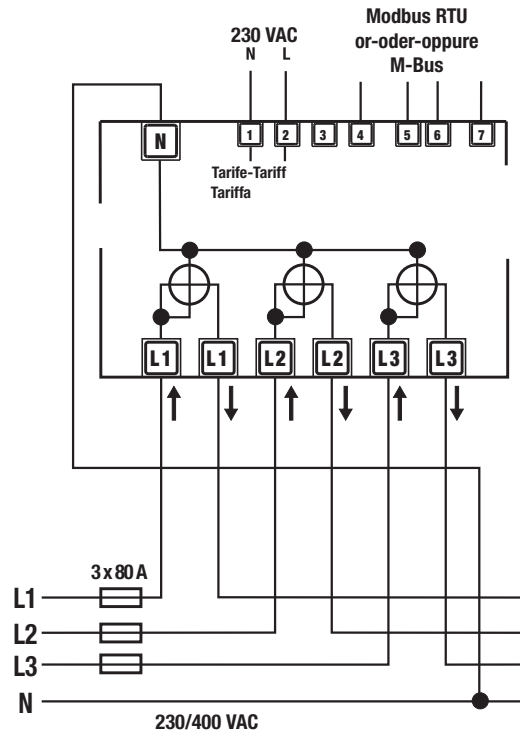 Modbus RTU
or-oder-oppure
M-Bus
230 VAC
N L
N 1 2 3 4 5 6 7
Tarife-Tariff
Tariffa
L1 L1 L2 L2 L3 L3
3 x 80 A
L1
L2
L3
N
230/400 VAC